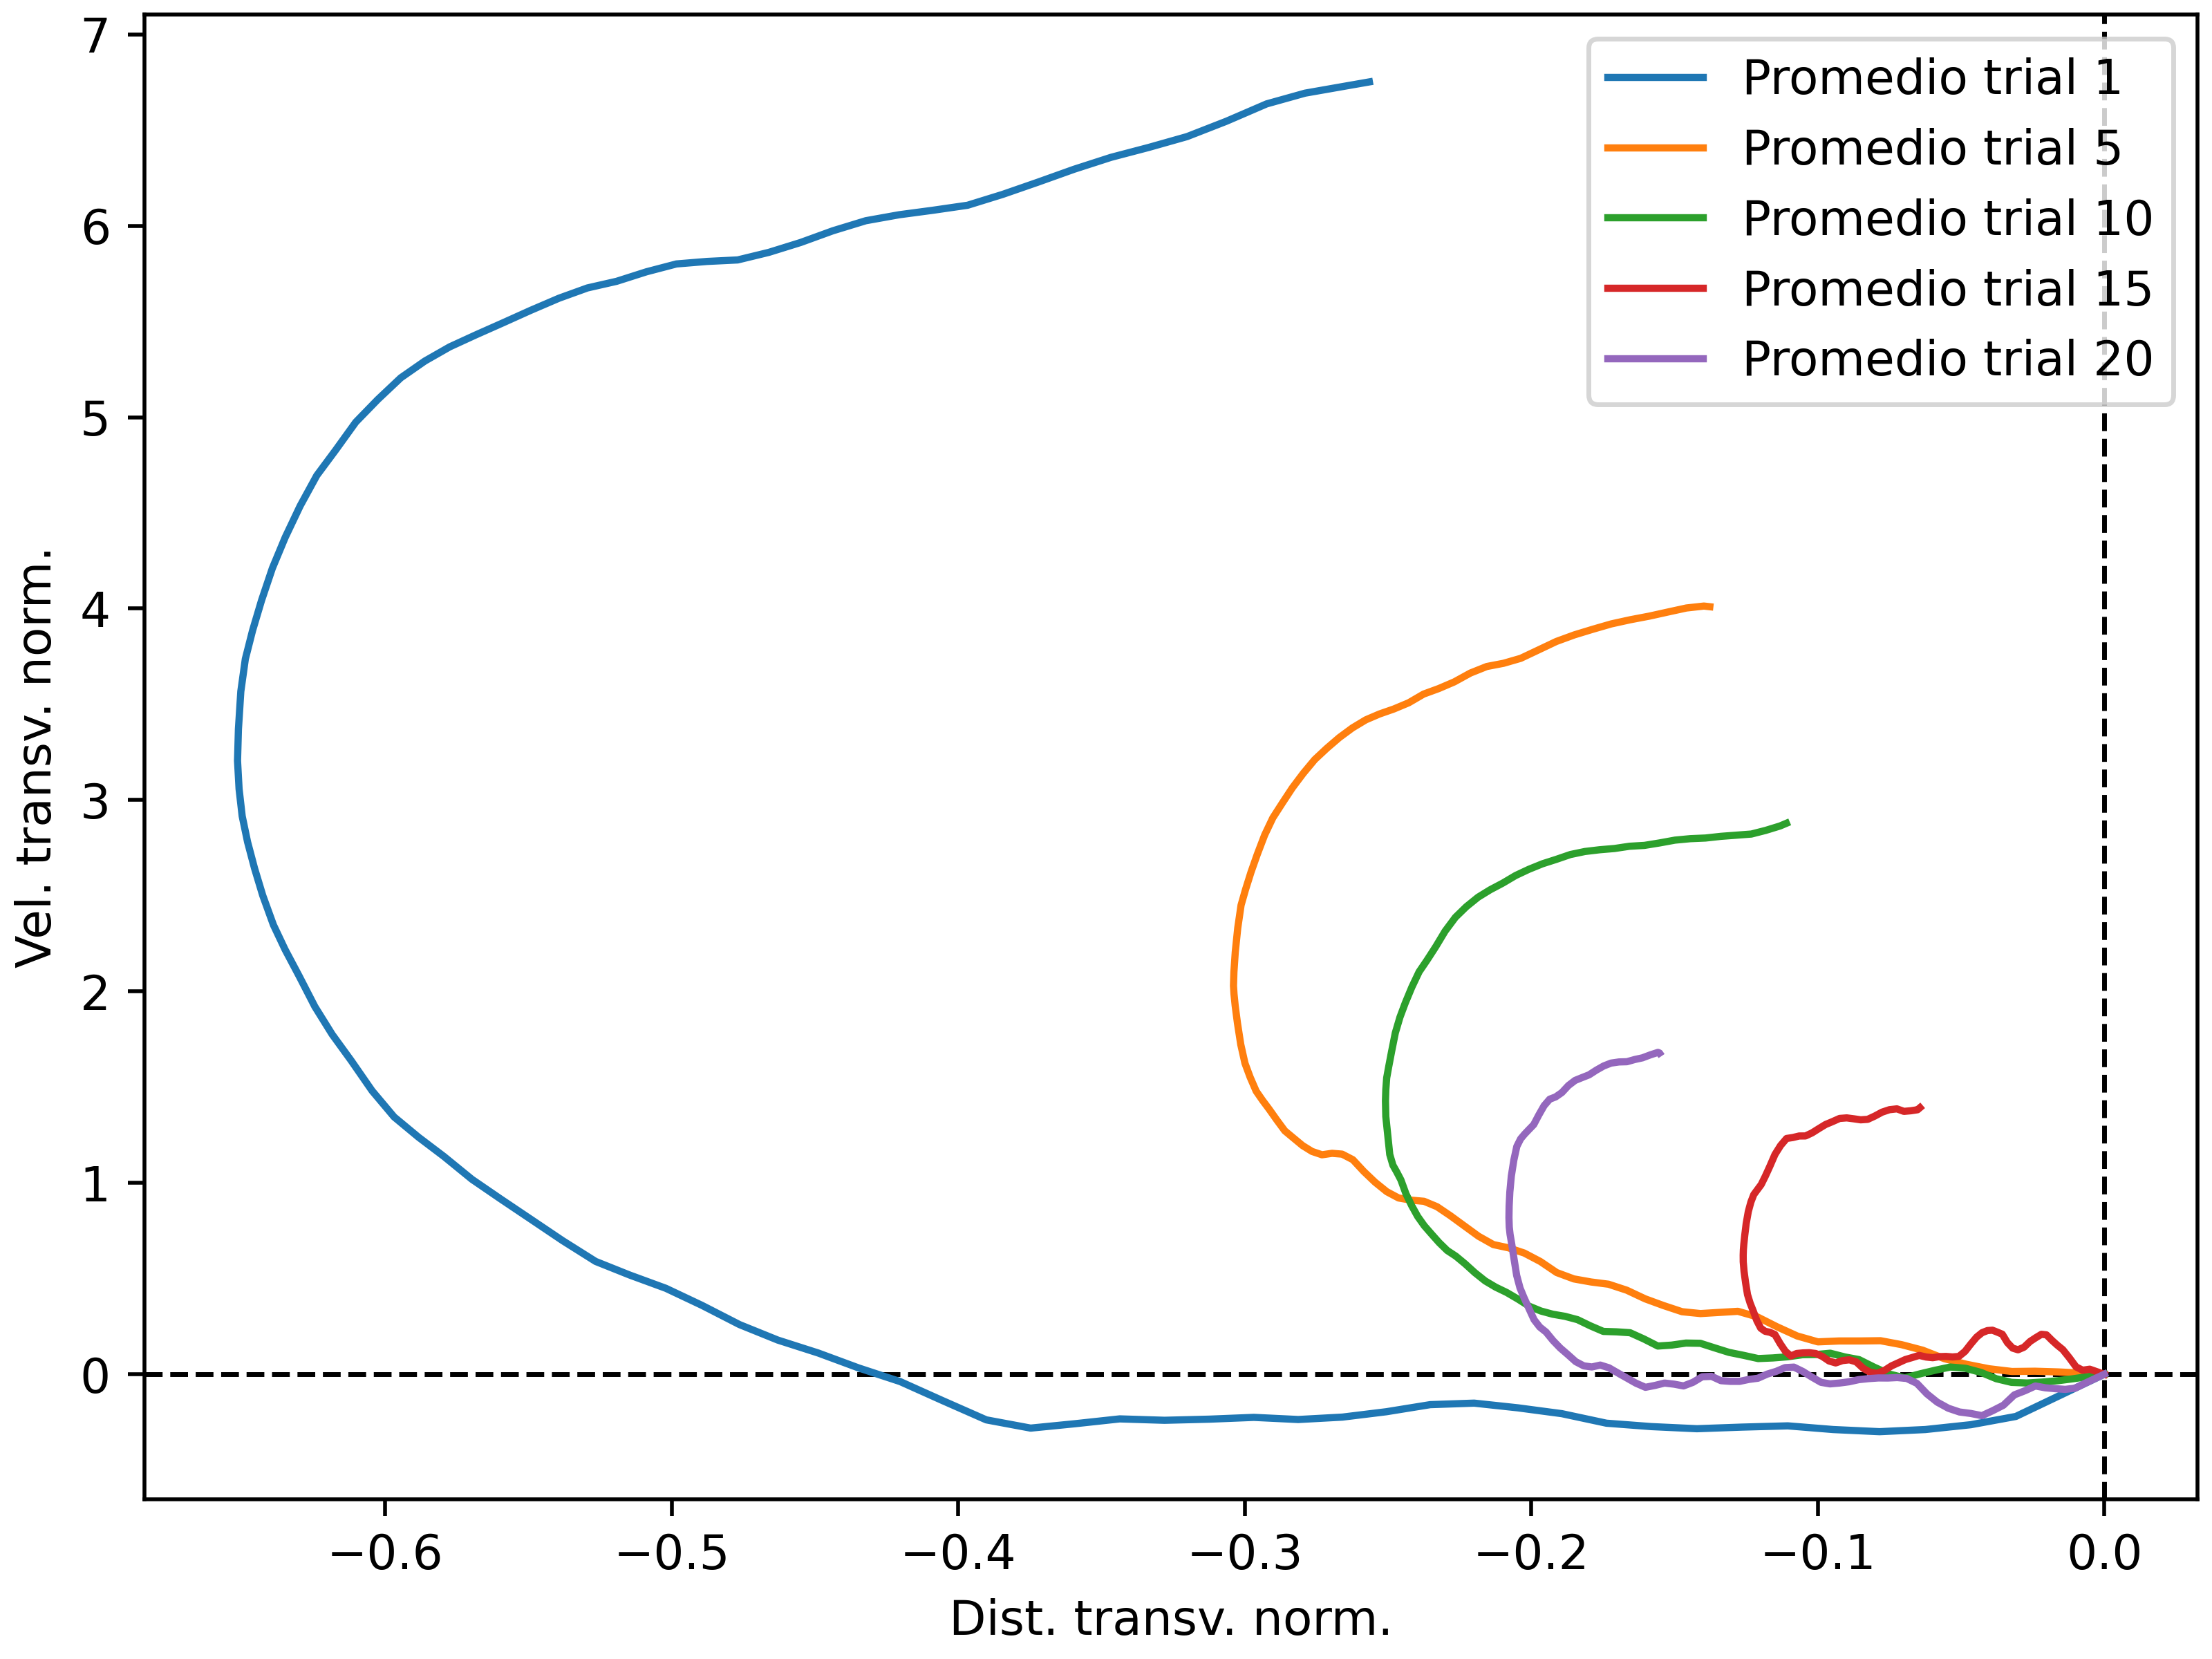 7
6
5
4
3
2
1
0
Vel. transv. norm.
Promedio trial 1
Promedio trial 5
Promedio trial 10
Promedio trial 15
Promedio trial 20
−0.6 −0.5 −0.4 −0.3 −0.2 −0.1 0.0
Dist. transv. norm.